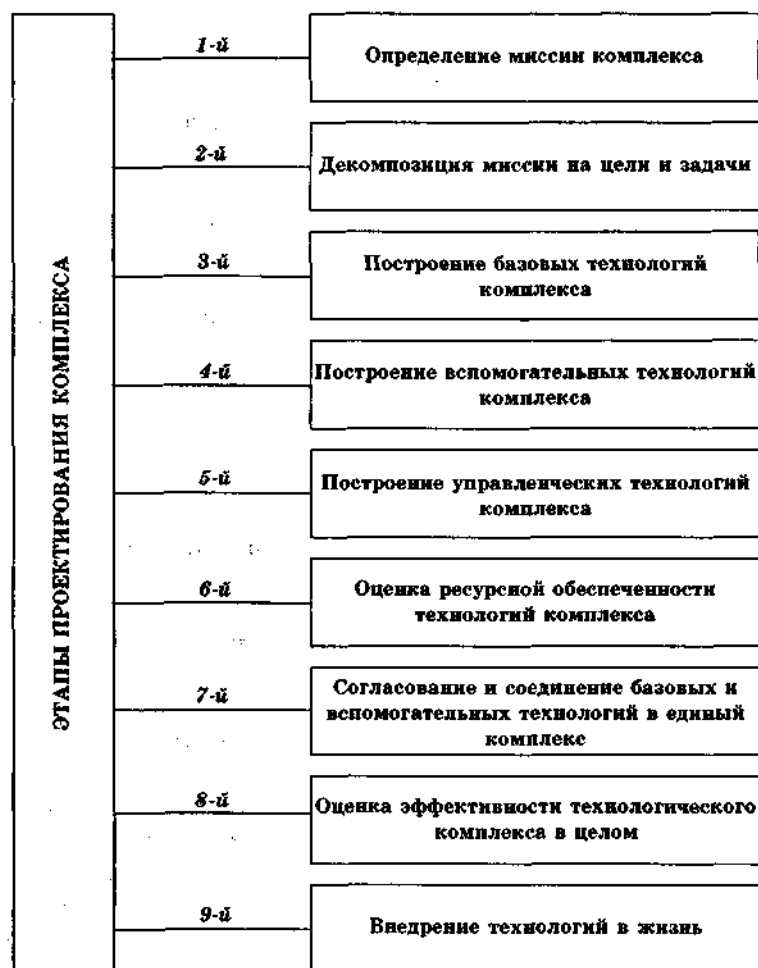 ЭТАПЫ ПРОЕКТИРОВАНИЯ КОМПЛЕКСА
1-й
Определение миссии комплекса
2-й
Декомпозиция миссии на цели и задачи
3-й
Построение базовых технологий
комплекса
4-й
Построение вспомогательных технологий
комплекса
5-й
Построение управленческих технологий
комплекса
6-й
Оценка ресурсной обеспеченности
технологий комплекса
7-й
Согласование и соединение базовых и
вспомогательных технологий в единый
комплекс
8-й
Оценка эффективности технологического
комплекса в целом
9-й
Внедрение технологий в жизнь